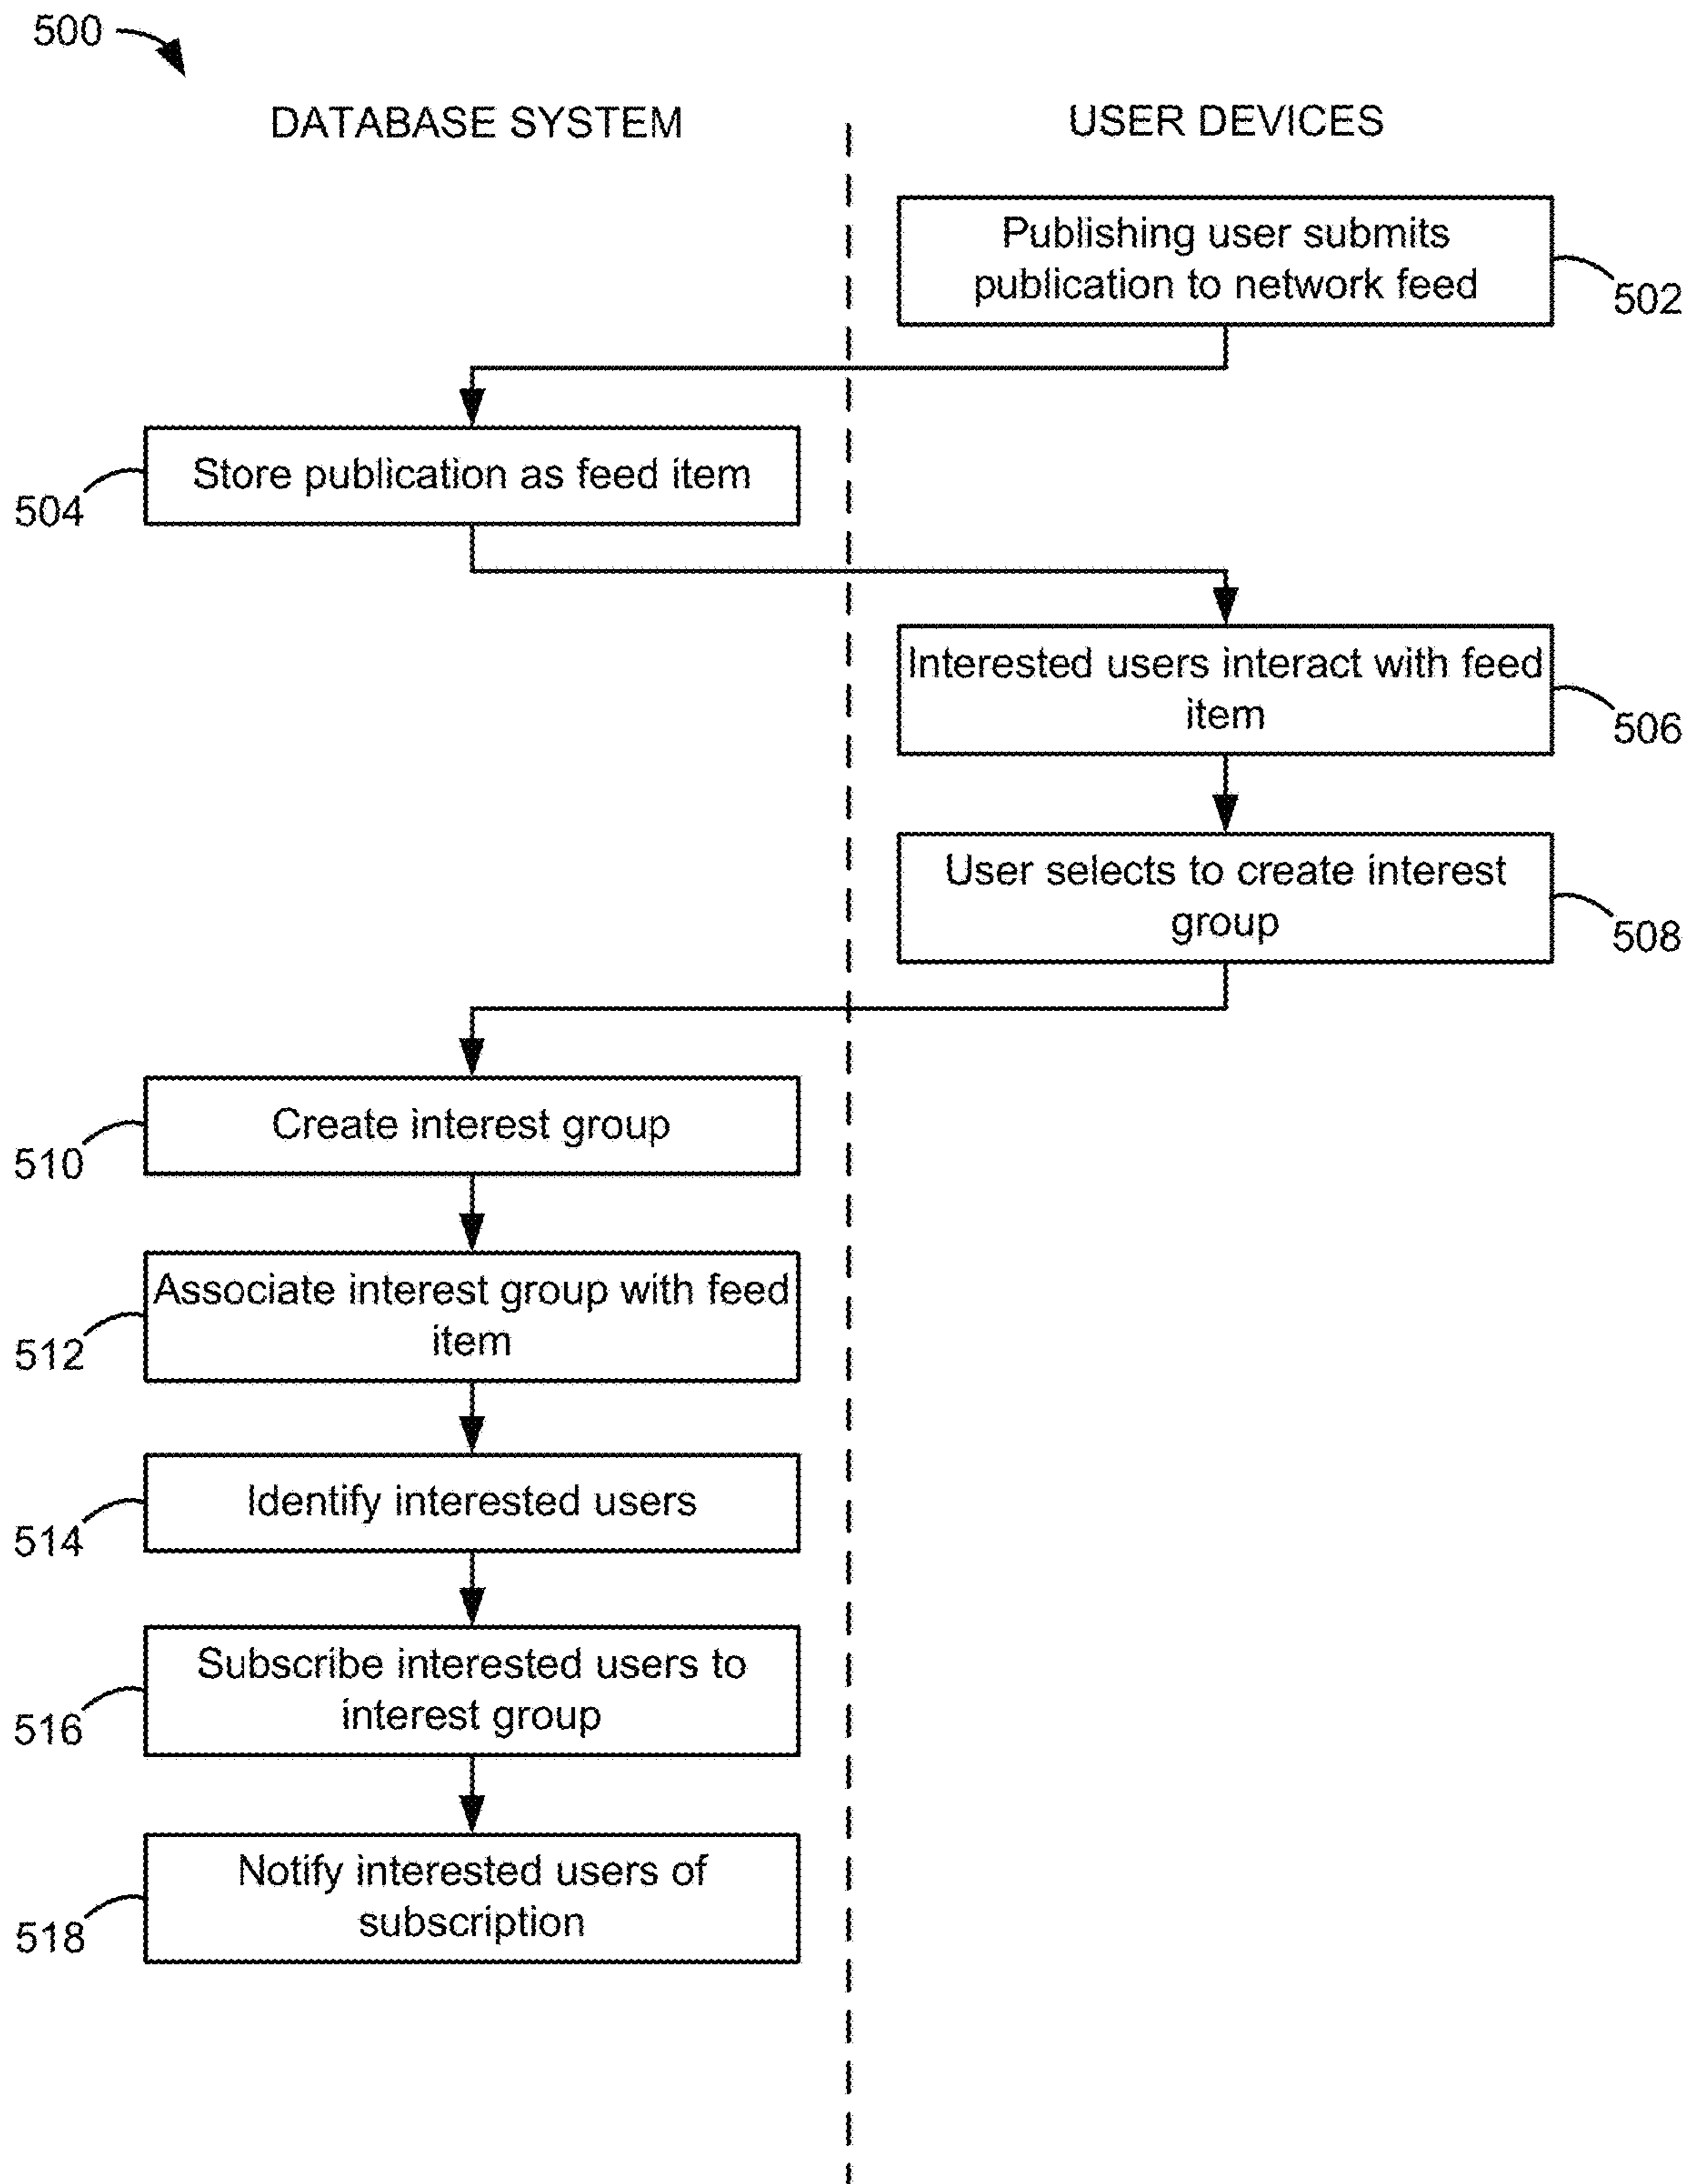 500
DATABASE SYSTEM
USER DEVICES
Publishing user submits
publication to network feed
502
Store publication as feed item
504
Interested users interact with feed
item
506
User selects to create interest
group
508
Create interest group
510
Associate interest group with feed
item
512
Identify interested users
514
Subscribe interested users to
interest group
516
Notify interested users of
subscription
518